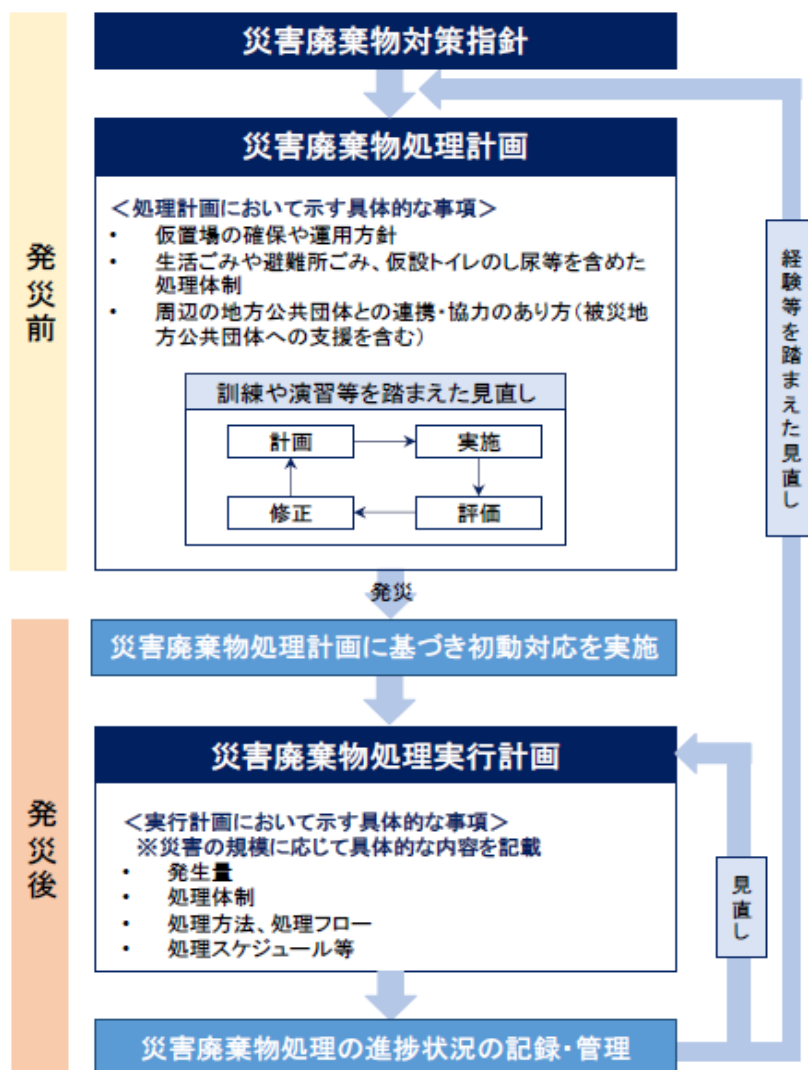 災害廃棄物対策指針
発災前
災害廃棄物処理計画
＜処理計画において示す具体的な事項＞
• 仮置場の確保や運用方針
• 生活ごみや避難所ごみ、仮設トイレのし尿等を含めた
処理体制
• 周辺の地方公共団体との連携・協力のあり方（被災地
方公共団体への支援を含む）
訓練や演習等を踏まえた見直し
計画
実施
修正
評価
経験等を踏まえた見直し
発災
発災後
災害廃棄物処理計画に基づき初動対応を実施
災害廃棄物処理実行計画
＜実行計画において示す具体的な事項＞
※災害の規模に応じて具体的な内容を記載
• 発生量
• 処理体制
• 処理方法、処理フロー
• 処理スケジュール等
見直し
災害廃棄物処理の進捗状況の記録・管理